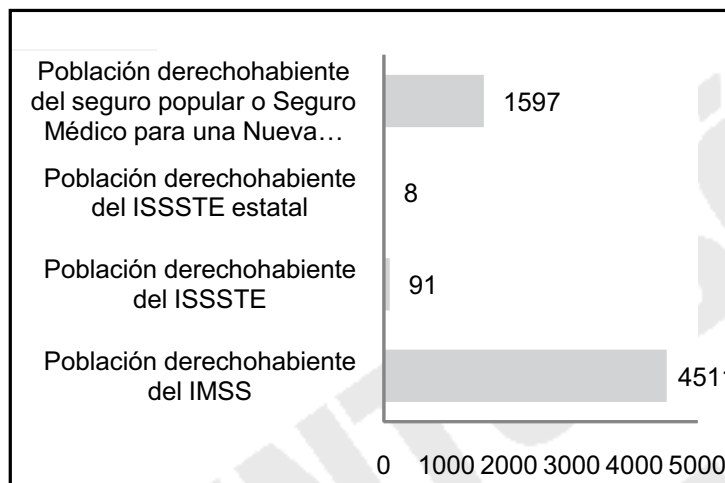 Población derechohabiente
del seguro popular o Seguro
Médico para una Nueva…
1597
Población derechohabiente
del ISSSTE estatal
8
Población derechohabiente
del ISSSTE
91
Población derechohabiente
del IMSS
4511
0 1000 2000 3000 4000 5000